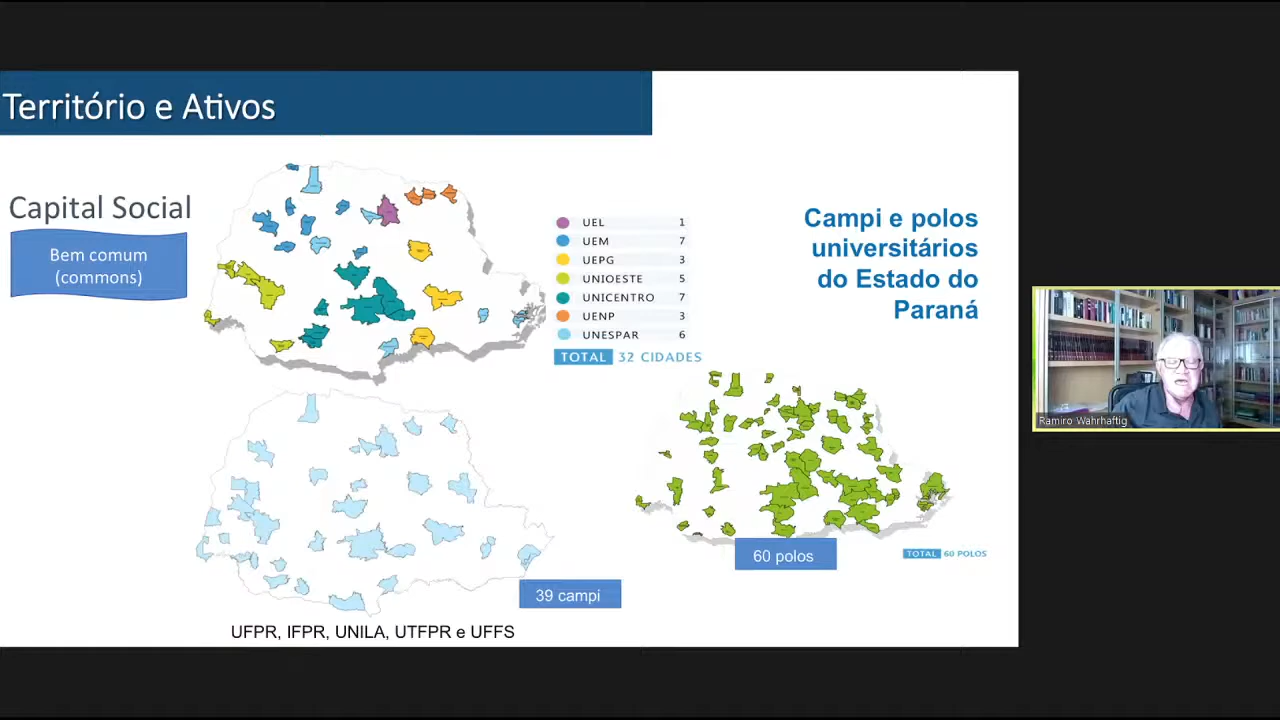 Território e Ativos
Capital Social
Bem comum
(commons)
UEL 1
UEM 7
UEPG 3
UNIOESTE 5
UNICENTRO 7
UENP 3
UNESPAR 6
TOTAL 32 CIDADES
Campi e polos
universitários
do Estado do
Paraná
60 polos
TOTAL 60 POLOS
39 campi
UFPR, IFPR, UNILA, UTFPR e UFFS
Ramiro Wahrhaftig